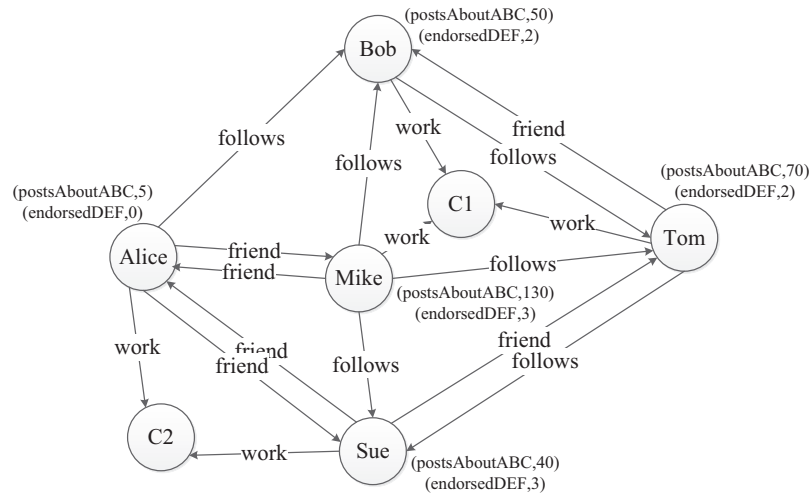 (postsAboutABC,50)
(endorsedDEF,2)
Bob
work
friend
follows
follows
follows
(postsAboutABC,70)
(endorsedDEF,2)
(postsAboutABC,5)
(endorsedDEF,0)
C1
work
Tom
work
Alice
friend
friend
Mike
follows
(postsAboutABC,130)
(endorsedDEF,3)
work
friend
friend
follows
friend
follows
C2
work
Sue
(postsAboutABC,40)
(endorsedDEF,3)